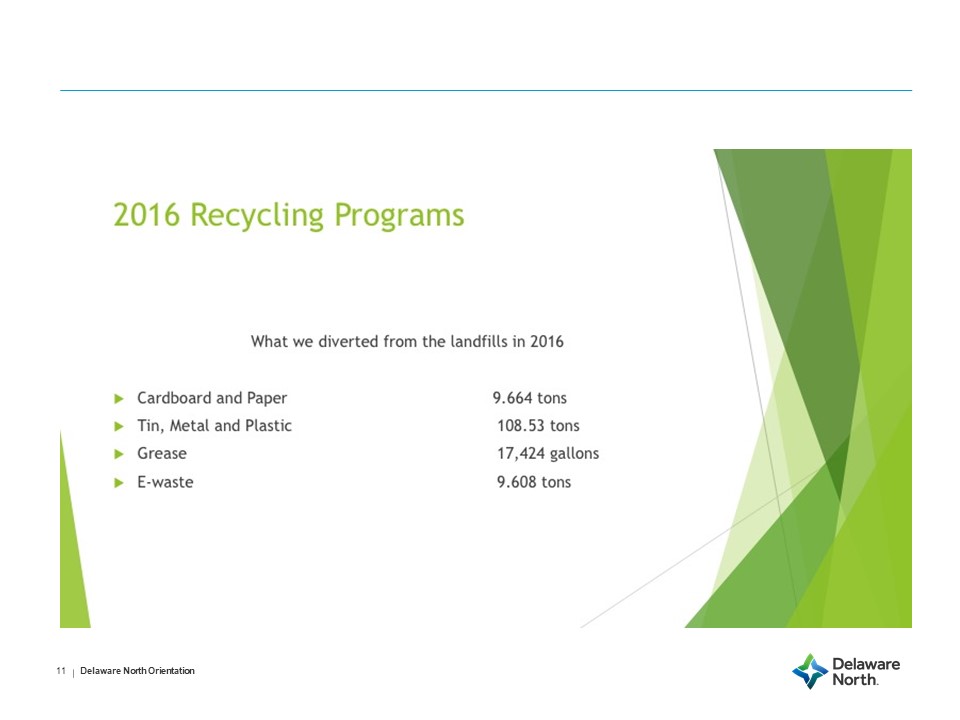 2016 Recycling Programs
What we diverted from the landfills in 2016
Cardboard and Paper 9.664 tons
Tin, Metal and Plastic 108.53 tons
Grease 17,424 gallons
E-waste 9.608 tons
11 | Delaware North Orientation
Delaware
North.